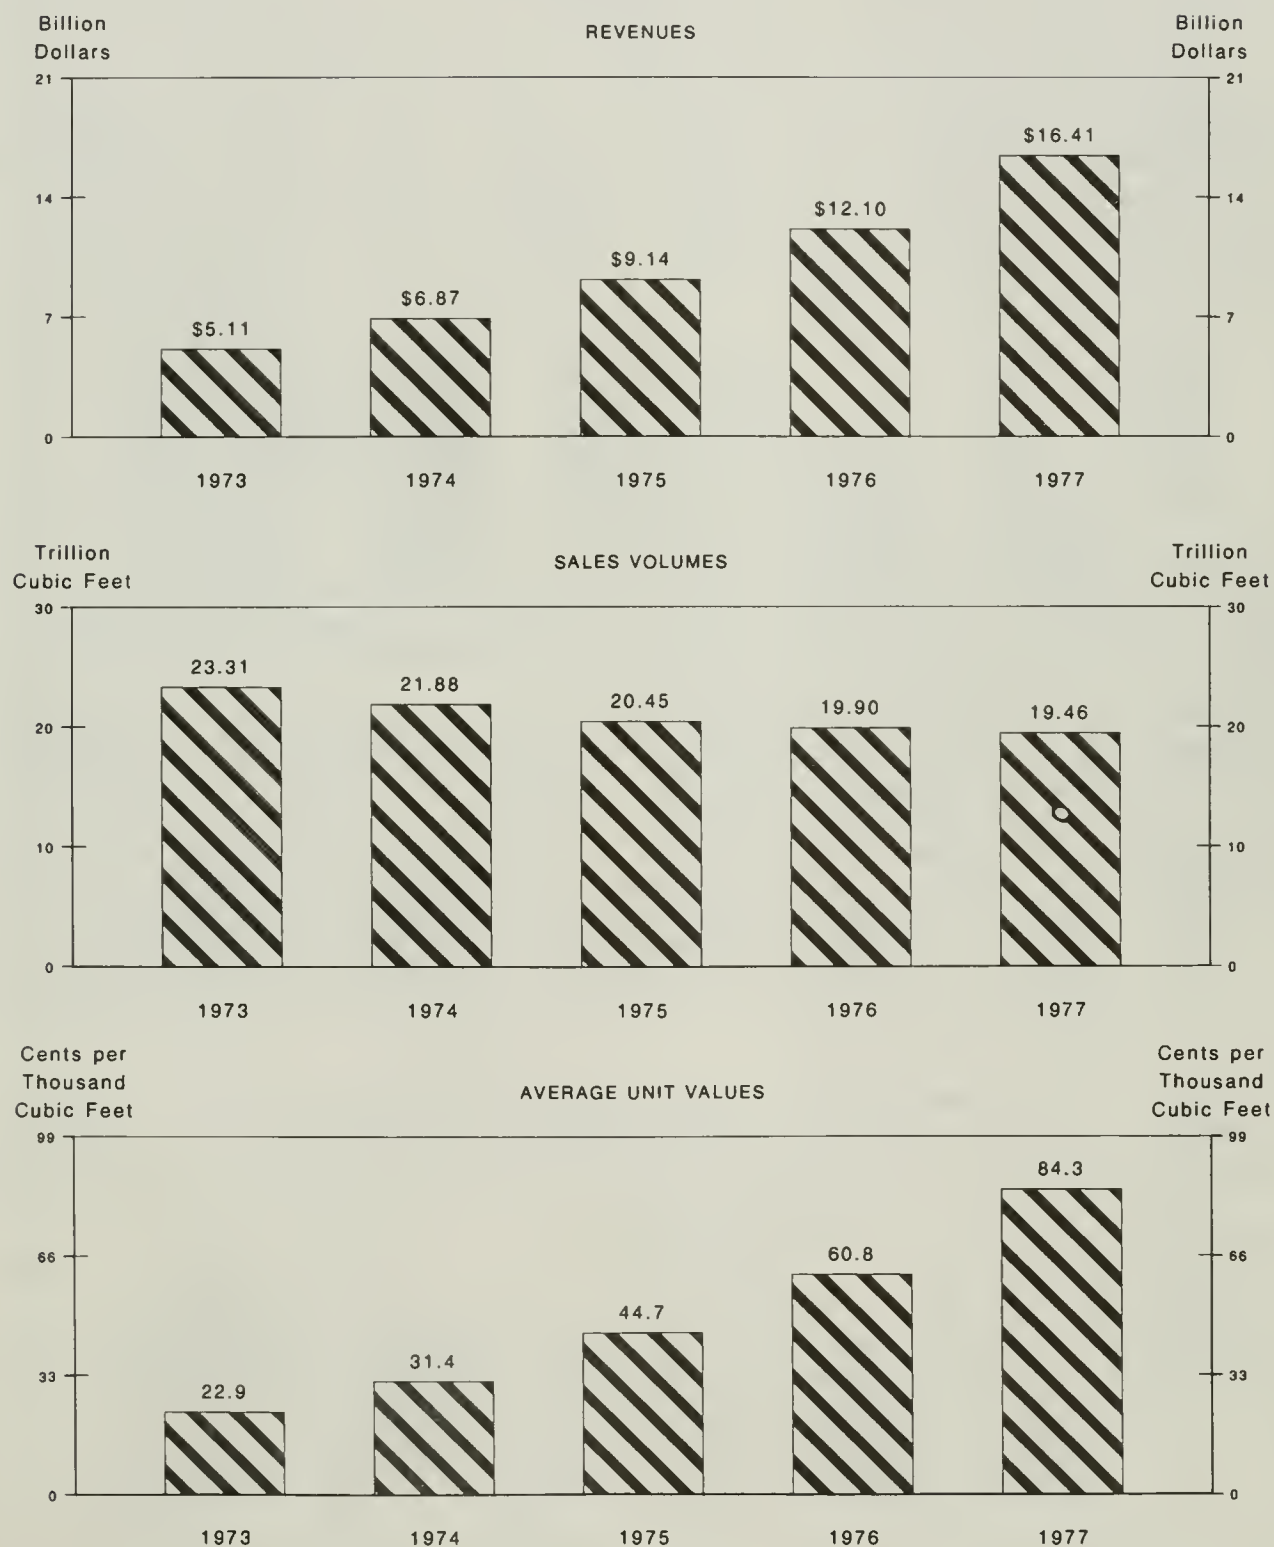 Billion
Dollars
REVENUES
Billion
Dollars
21
21
$16.41
14
14
$12.10
$9.14
$6.87
7
7
$5.11
0
0
1973 1974 1975 1976 1977
Trillion
Cubic Feet
SALES VOLUMES
Trillion
Cubic Feet
30
30
23.31
21.88
20.45
19.90
19.46
20
20
10
10
0
0
1973 1974 1975 1976 1977
Cents per
Thousand
Cubic Feet
AVERAGE UNIT VALUES
Cents per
Thousand
Cubic Feet
99
99
84.3
66
66
60.8
44.7
31.4
33
33
22.9
0
0
1973 1974 1975 1976 1977